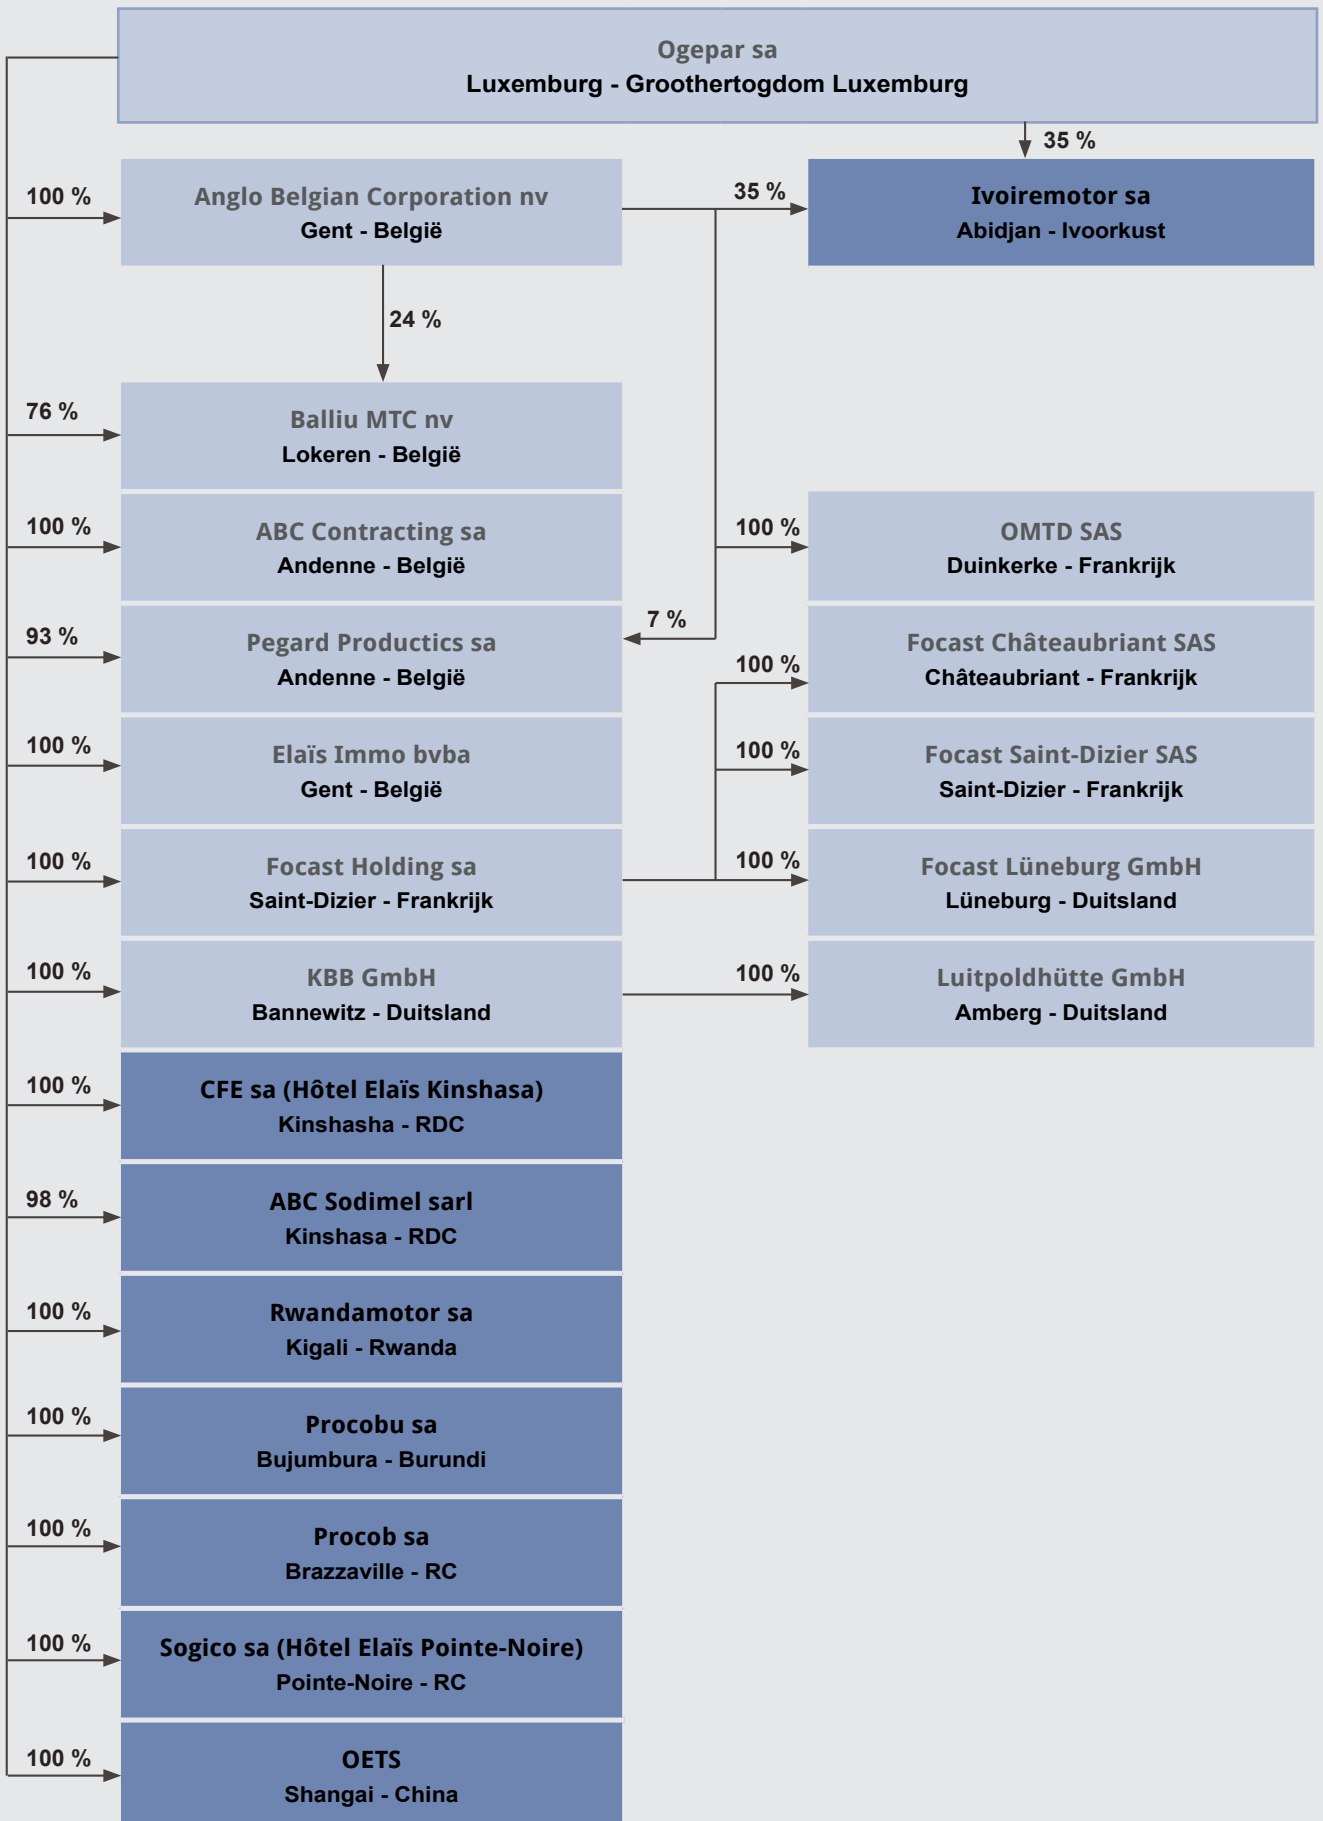 Ogepar sa
Luxemburg - Groothertogdom Luxemburg
35 %
100 %
Anglo Belgian Corporation nv
Gent - België
35 %
Ivoiremotor sa
Abidjan - Ivoorkust
24 %
76 %
Balliu MTC nv
Lokeren - België
100 %
ABC Contracting sa
Andenne - België
100 %
OMTD SAS
Duinkerke - Frankrijk
93 %
Pegard Productics sa
Andenne - België
7 %
100 %
Focast Châteaubriant SAS
Châteaubriant - Frankrijk
100 %
Elaïs Immo bvba
Gent - België
100 %
Focast Saint-Dizier SAS
Saint-Dizier - Frankrijk
100 %
Focast Holding sa
Saint-Dizier - Frankrijk
100 %
Focast Lüneburg GmbH
Lüneburg - Duitsland
100 %
KBB GmbH
Bannewitz - Duitsland
100 %
Luitpoldhütte GmbH
Amberg - Duitsland
100 %
CFE sa (Hôtel Elaïs Kinshasa)
Kinshasha - RDC
98 %
ABC Sodimel sarl
Kinshasa - RDC
100 %
Rwandamotor sa
Kigali - Rwanda
100 %
Procobu sa
Bujumbura - Burundi
100 %
Procob sa
Brazzaville - RC
100 %
Sogico sa (Hôtel Elaïs Pointe-Noire)
Pointe-Noire - RC
100 %
OETS
Shangai - China